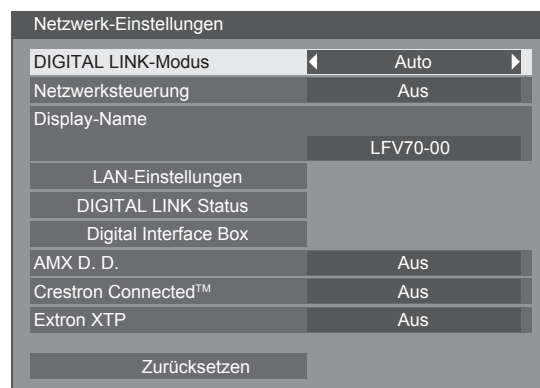 Netzwerk-Einstellungen
DIGITAL LINK-Modus Auto
Netzwerksteuerung Aus
Display-Name
LFV70-00
LAN-Einstellungen
DIGITAL LINK Status
Digital Interface Box
AMX D. D. Aus
Crestron Connected™ Aus
Extron XTP Aus
Zurücksetzen